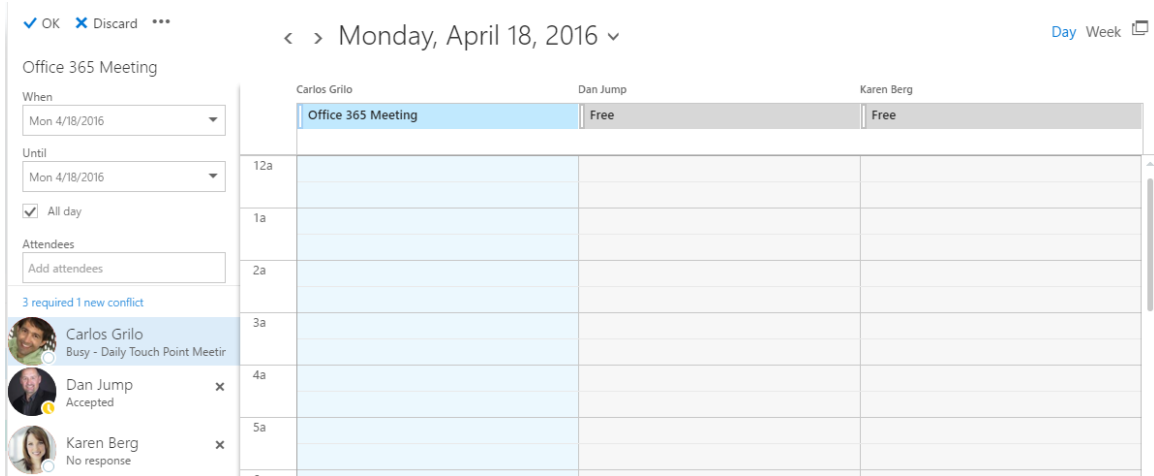 OK Discard •••
Office 365 Meeting
When
Mon 4/18/2016
Until
Mon 4/18/2016
All day
Attendees
Add attendees
3 required 1 new conflict
Carlos Grilo
Busy - Daily Touch Point Meetir
Dan Jump
Accepted
Karen Berg
No response
Monday, April 18, 2016
Day Week
Carlos Grilo Dan Jump Karen Berg
Office 365 Meeting Free Free
12a
1a
2a
3a
4a
5a